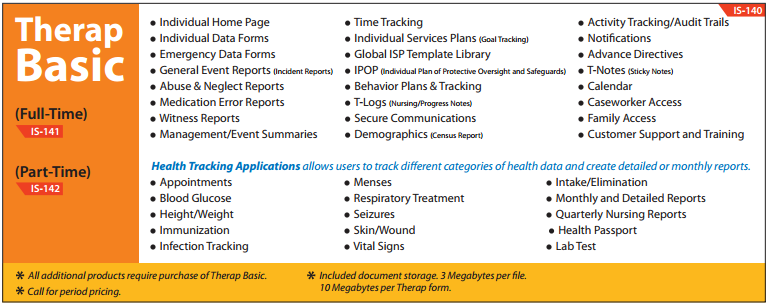 IS-140
Therap
Basic
(Full-Time)
IS-141
(Part-Time)
IS-142
• Individual Home Page
• Individual Data Forms
• Emergency Data Forms
• General Event Reports (Incident Reports)
• Abuse & Neglect Reports
• Medication Error Reports
• Witness Reports
• Management/Event Summaries
• Time Tracking
• Individual Services Plans (Goal Tracking)
• Global ISP Template Library
• IPOP (Individual Plan of Protective Oversight and Safeguards)
• Behavior Plans & Tracking
• T-Logs (Nursing/Progress Notes)
• Secure Communications
• Demographics (Census Report)
• Activity Tracking/Audit Trails
• Notifications
• Advance Directives
• T-Notes (Sticky Notes)
• Calendar
• Caseworker Access
• Family Access
• Customer Support and Training
Health Tracking Applications allows users to track different categories of health data and create detailed or monthly reports.
• Appointments
• Blood Glucose
• Height/Weight
• Immunization
• Infection Tracking
• Menses
• Respiratory Treatment
• Seizures
• Skin/Wound
• Vital Signs
• Intake/Elimination
• Monthly and Detailed Reports
• Quarterly Nursing Reports
• Health Passport
• Lab Test
* All additional products require purchase of Therap Basic.
* Call for period pricing.
* Included document storage. 3 Megabytes per file.
10 Megabytes per Therap form.